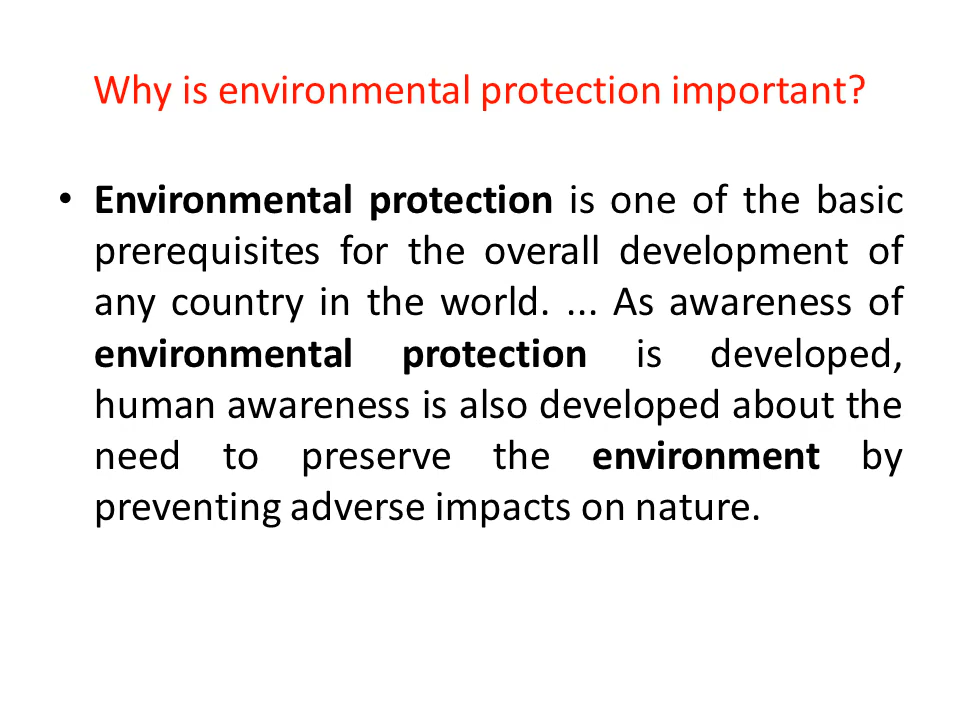 Why is environmental protection important?
• Environmental protection is one of the basic
prerequisites for the overall development of
any country in the world. ... As awareness of
environmental protection is developed,
human awareness is also developed about the
need to preserve the environment by
preventing adverse impacts on nature.